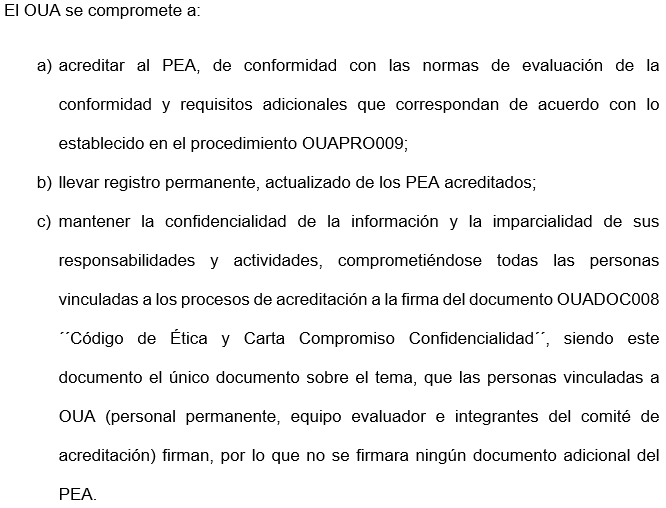 El OUA se compromete a:
a) acreditar al PEA, de conformidad con las normas de evaluación de la
conformidad y requisitos adicionales que correspondan de acuerdo con lo
establecido en el procedimiento OUAPRO009;
b) llevar registro permanente, actualizado de los PEA acreditados;
c) mantener la confidencialidad de la información y la imparcialidad de sus
responsabilidades y actividades, comprometiéndose todas las personas
vinculadas a los procesos de acreditación a la firma del documento OUADOC008
´´Código de Ética y Carta Compromiso Confidencialidad´´, siendo este
documento el único documento sobre el tema, que las personas vinculadas a
OUA (personal permanente, equipo evaluador e integrantes del comité de
acreditación) firman, por lo que no se firmara ningún documento adicional del
PEA.